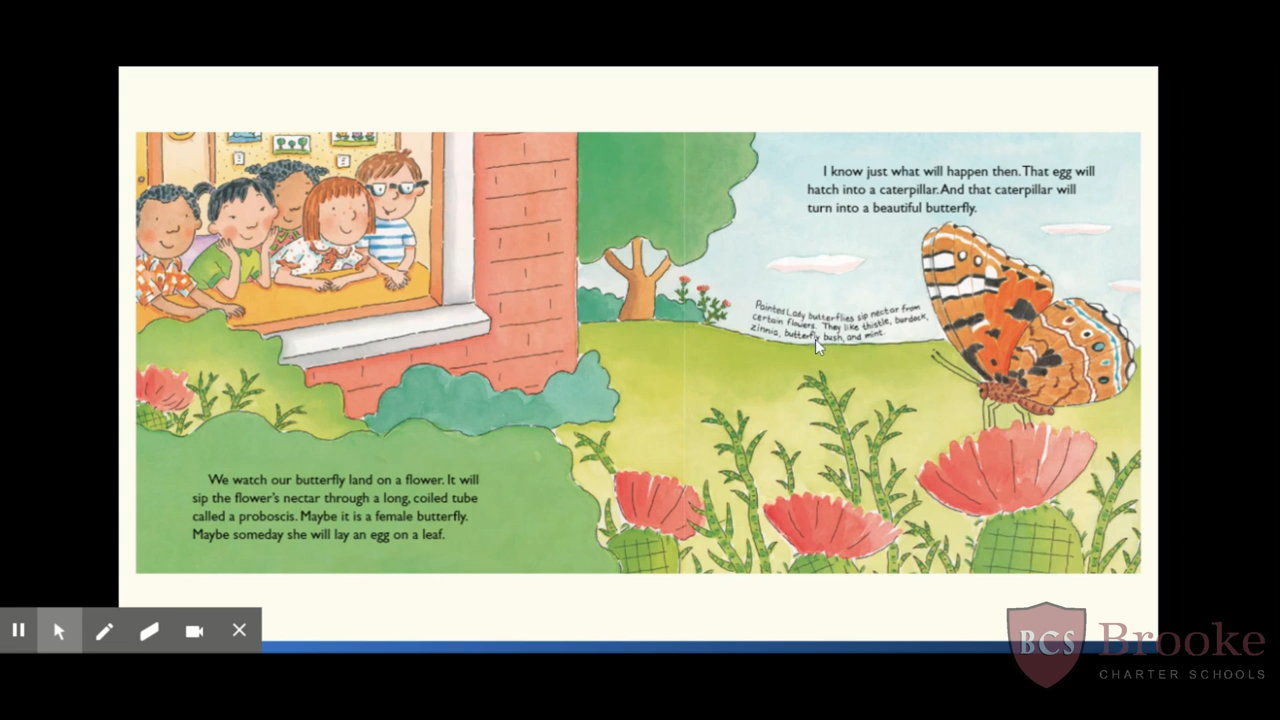 We watch our butterfly land on a flower. It will
sip the flower's nectar through a long, coiled tube
called a proboscis. Maybe it is a female butterfly.
Maybe someday she will lay an egg on a leaf.
I know just what will happen then. That egg will
hatch into a caterpillar. And that caterpillar will
turn into a beautiful butterfly.
Painted Lady butterflies sip nectar from
certain flowers. They like thistle, burdock,
zinnia, butterfly bush, and mint.
BCS Brooke
CHARTER SCHOOLS